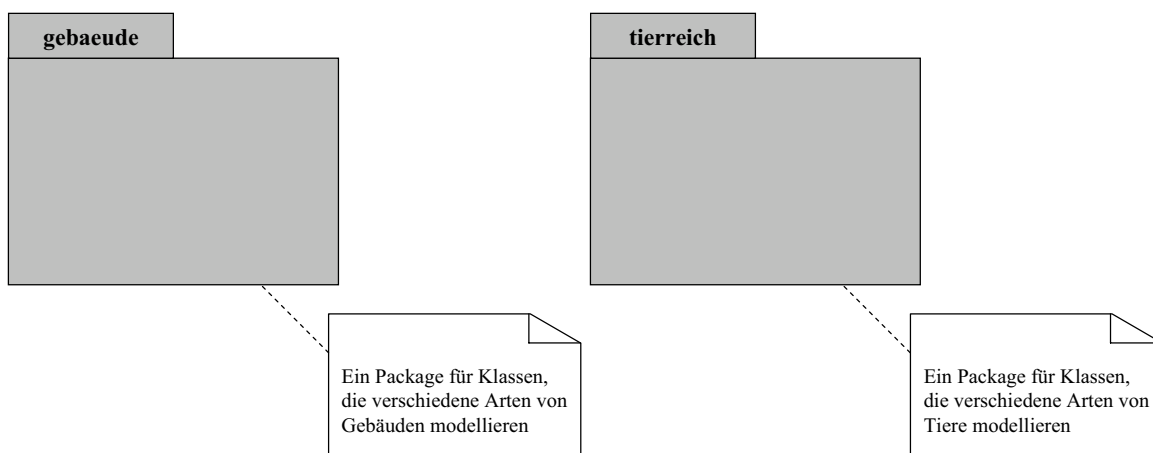 gebaeude
tierreich
Ein Package für Klassen,
die verschiedene Arten von
Gebäuden modellieren
Ein Package für Klassen,
die verschiedene Arten von
Tiere modellieren